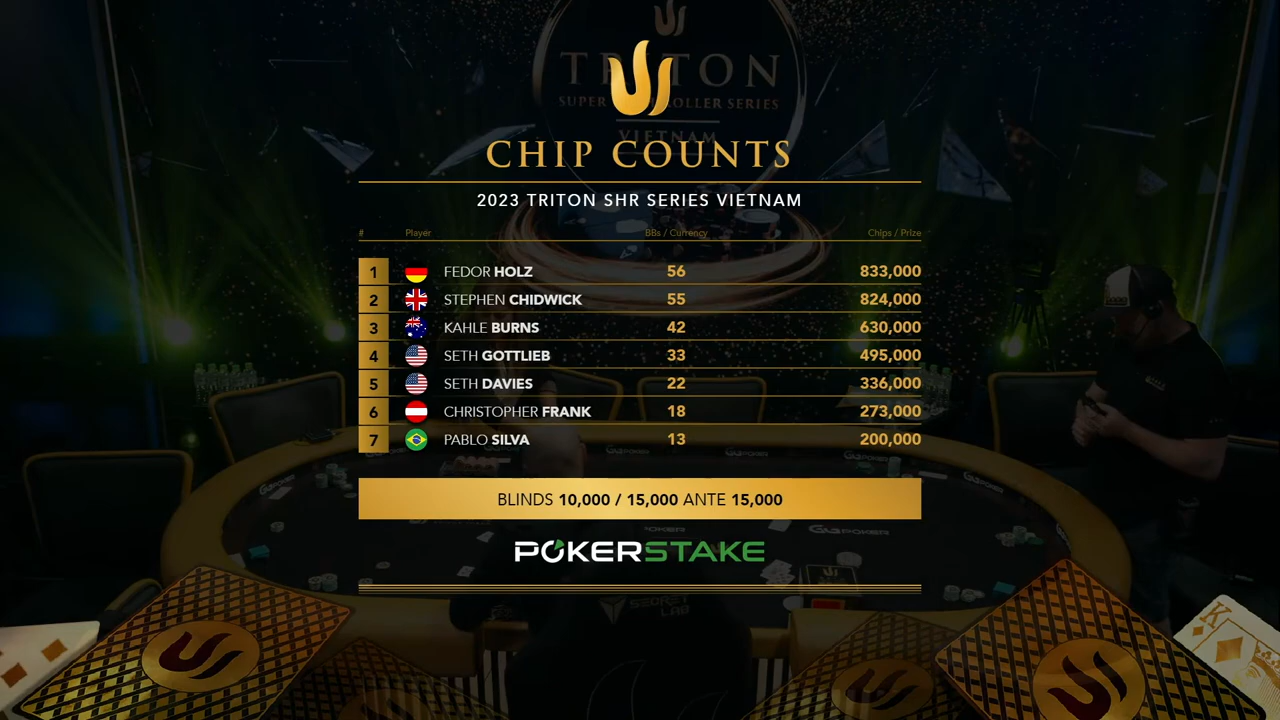 TRITON
SUPER ROLLER SERIES
VIETNAM
CHIP COUNTS
2023 TRITON SHR SERIES VIETNAM
# Player BBs / Currency Chips / Prize
1 FEDOR HOLZ 56 833,000
2 STEPHEN CHIDWICK 55 824,000
3 KAHLE BURNS 42 630,000
4 SETH GOTTLIEB 33 495,000
5 SETH DAVIES 22 336,000
6 CHRISTOPHER FRANK 18 273,000
7 PABLO SILVA 13 200,000
BLINDS 10,000 / 15,000 ANTE 15,000
POKERSTAKE
SECRET
LAB
K